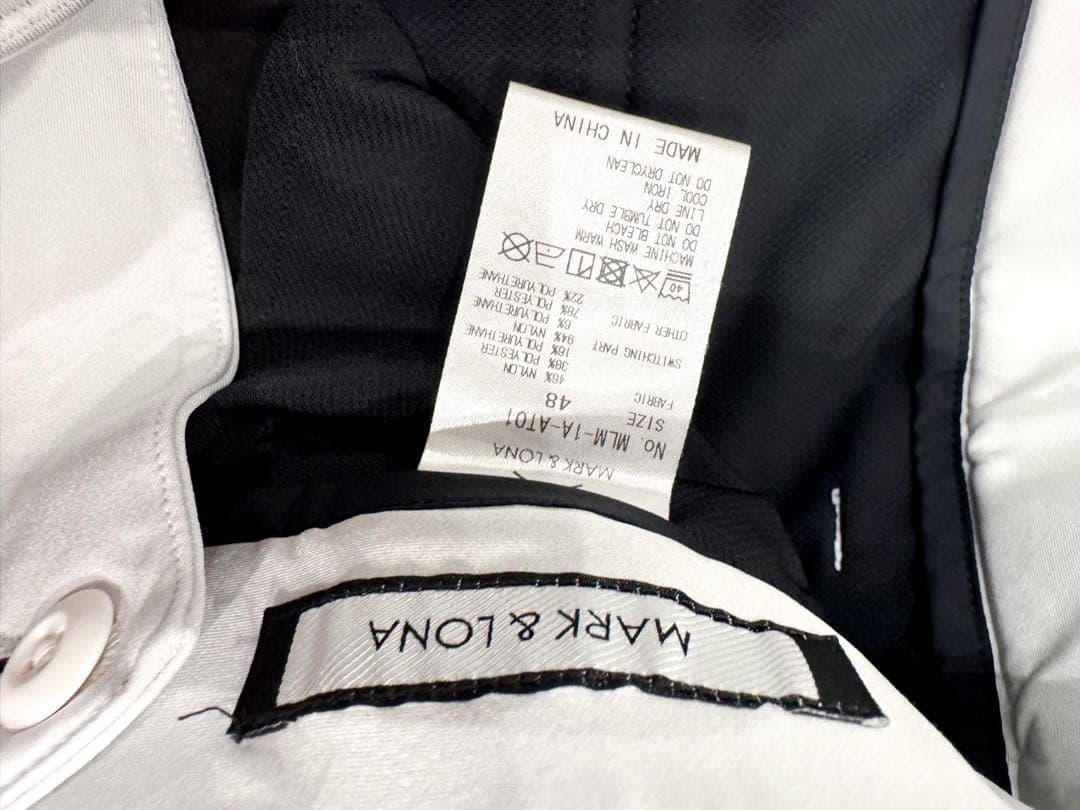 MARK & LONA
No. MLM-1A-AT01
SIZE 48
FABRIC 46% NYLON
38% POLYESTER
16% POLYURETHANE
SWITCHING PART 94% NYLON
6% POLYURETHANE
OTHER FABRIC 78% POLYESTER
22% POLYURETHANE
40
MACHINE WASH WARM
DO NOT BLEACH
DO NOT TUMBLE DRY
LINE DRY
COOL IRON
DO NOT DRYCLEAN
MADE IN CHINA
MARK & LONA